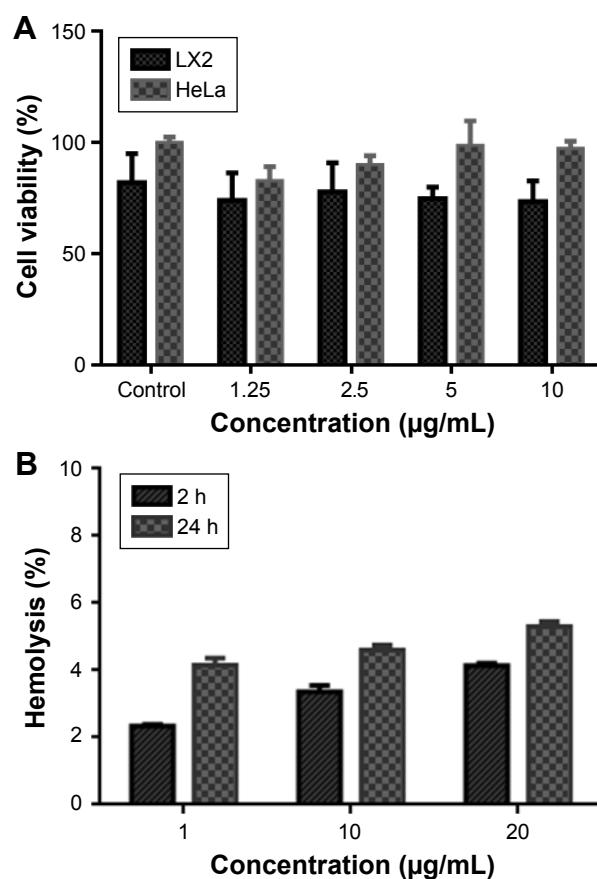 A
150
100
50
0
Cell viability (%)
LX2
HeLa
Control 1.25 2.5 5 10
Concentration (µg/mL)
B
10
8
6
4
2
0
Hemolysis (%)
2 h
24 h
1 10 20
Concentration (µg/mL)